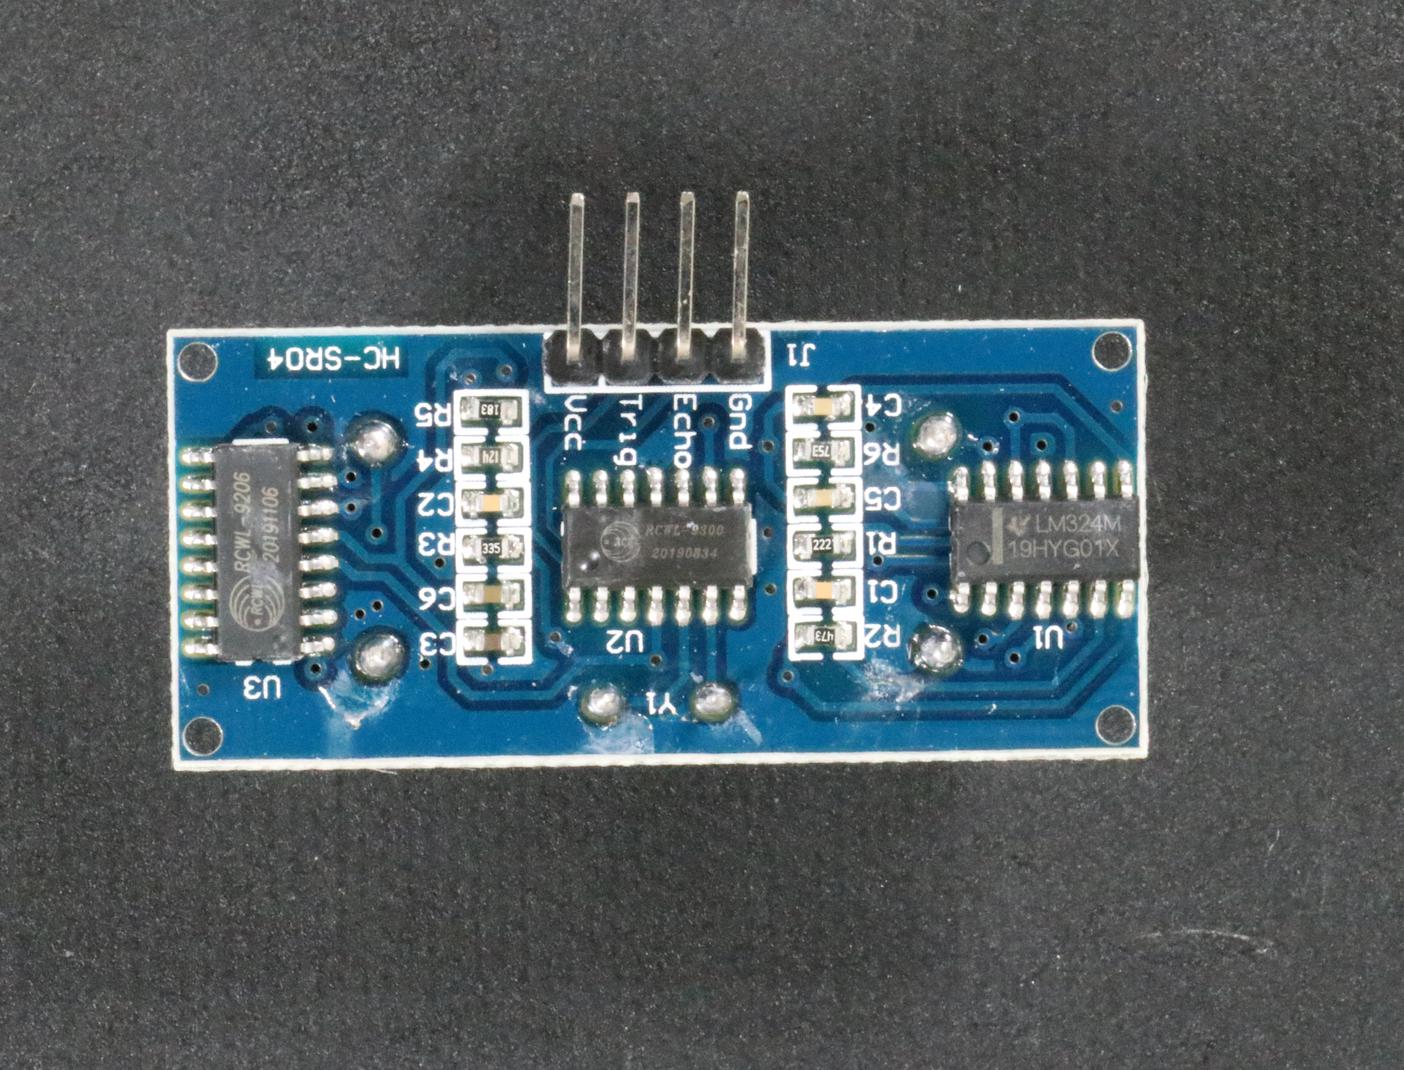 HC-SR04
J1
Vcc
Trig
Echo
Gnd
R5
183
R4
124
C2
R3
335
C6
C3
C4
R6
753
C5
R1
222
C1
R2
473
RCWL-9206
20191106
RCWL
U3
RCWL-9300
20190834
U2
Y1
LM324M
19HYG01X
U1